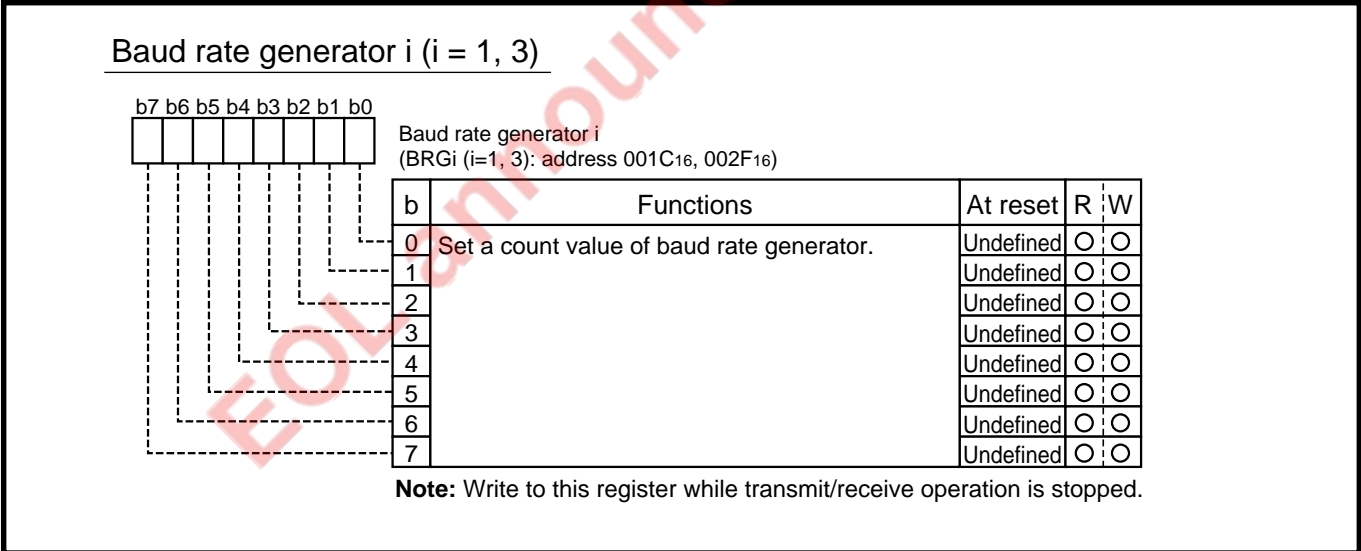 Baud rate generator i (i = 1, 3)
b7 b6 b5 b4 b3 b2 b1 b0
Baud rate generator i
(BRGi (i=1, 3): address 001C16, 002F16)
b Functions At reset R W
0 Set a count value of baud rate generator. Undefined O O
1 Undefined O O
2 Undefined O O
3 Undefined O O
4 Undefined O O
5 Undefined O O
6 Undefined O O
7 Undefined O O
Note: Write to this register while transmit/receive operation is stopped.
EOL announ